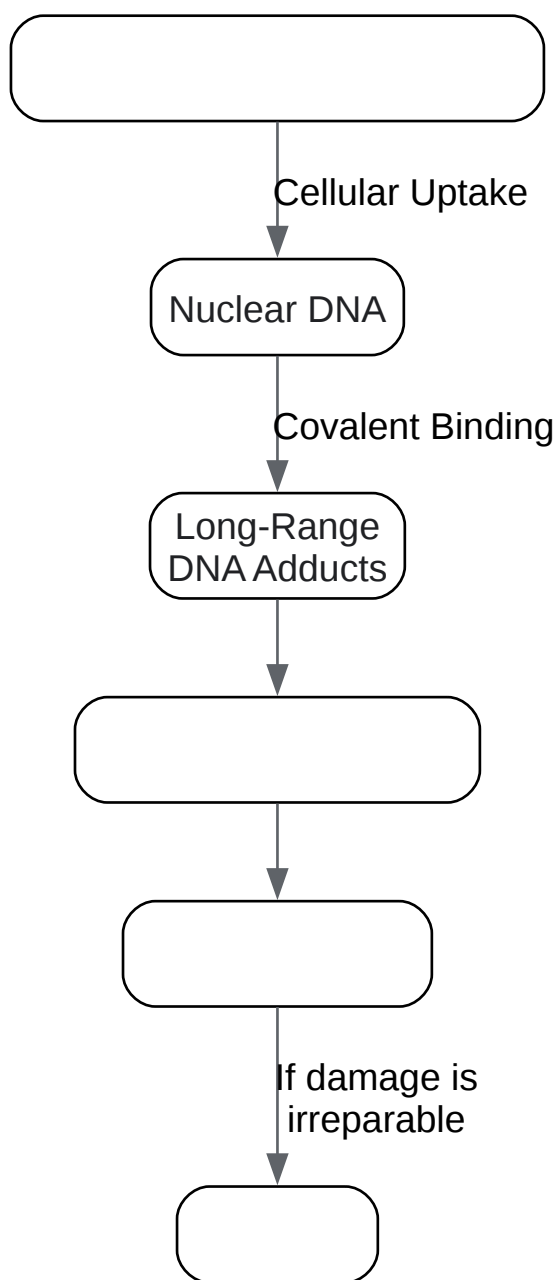 Cellular Uptake
Nuclear DNA
Covalent Binding
Long-Range
DNA Adducts
If damage is
irreparable